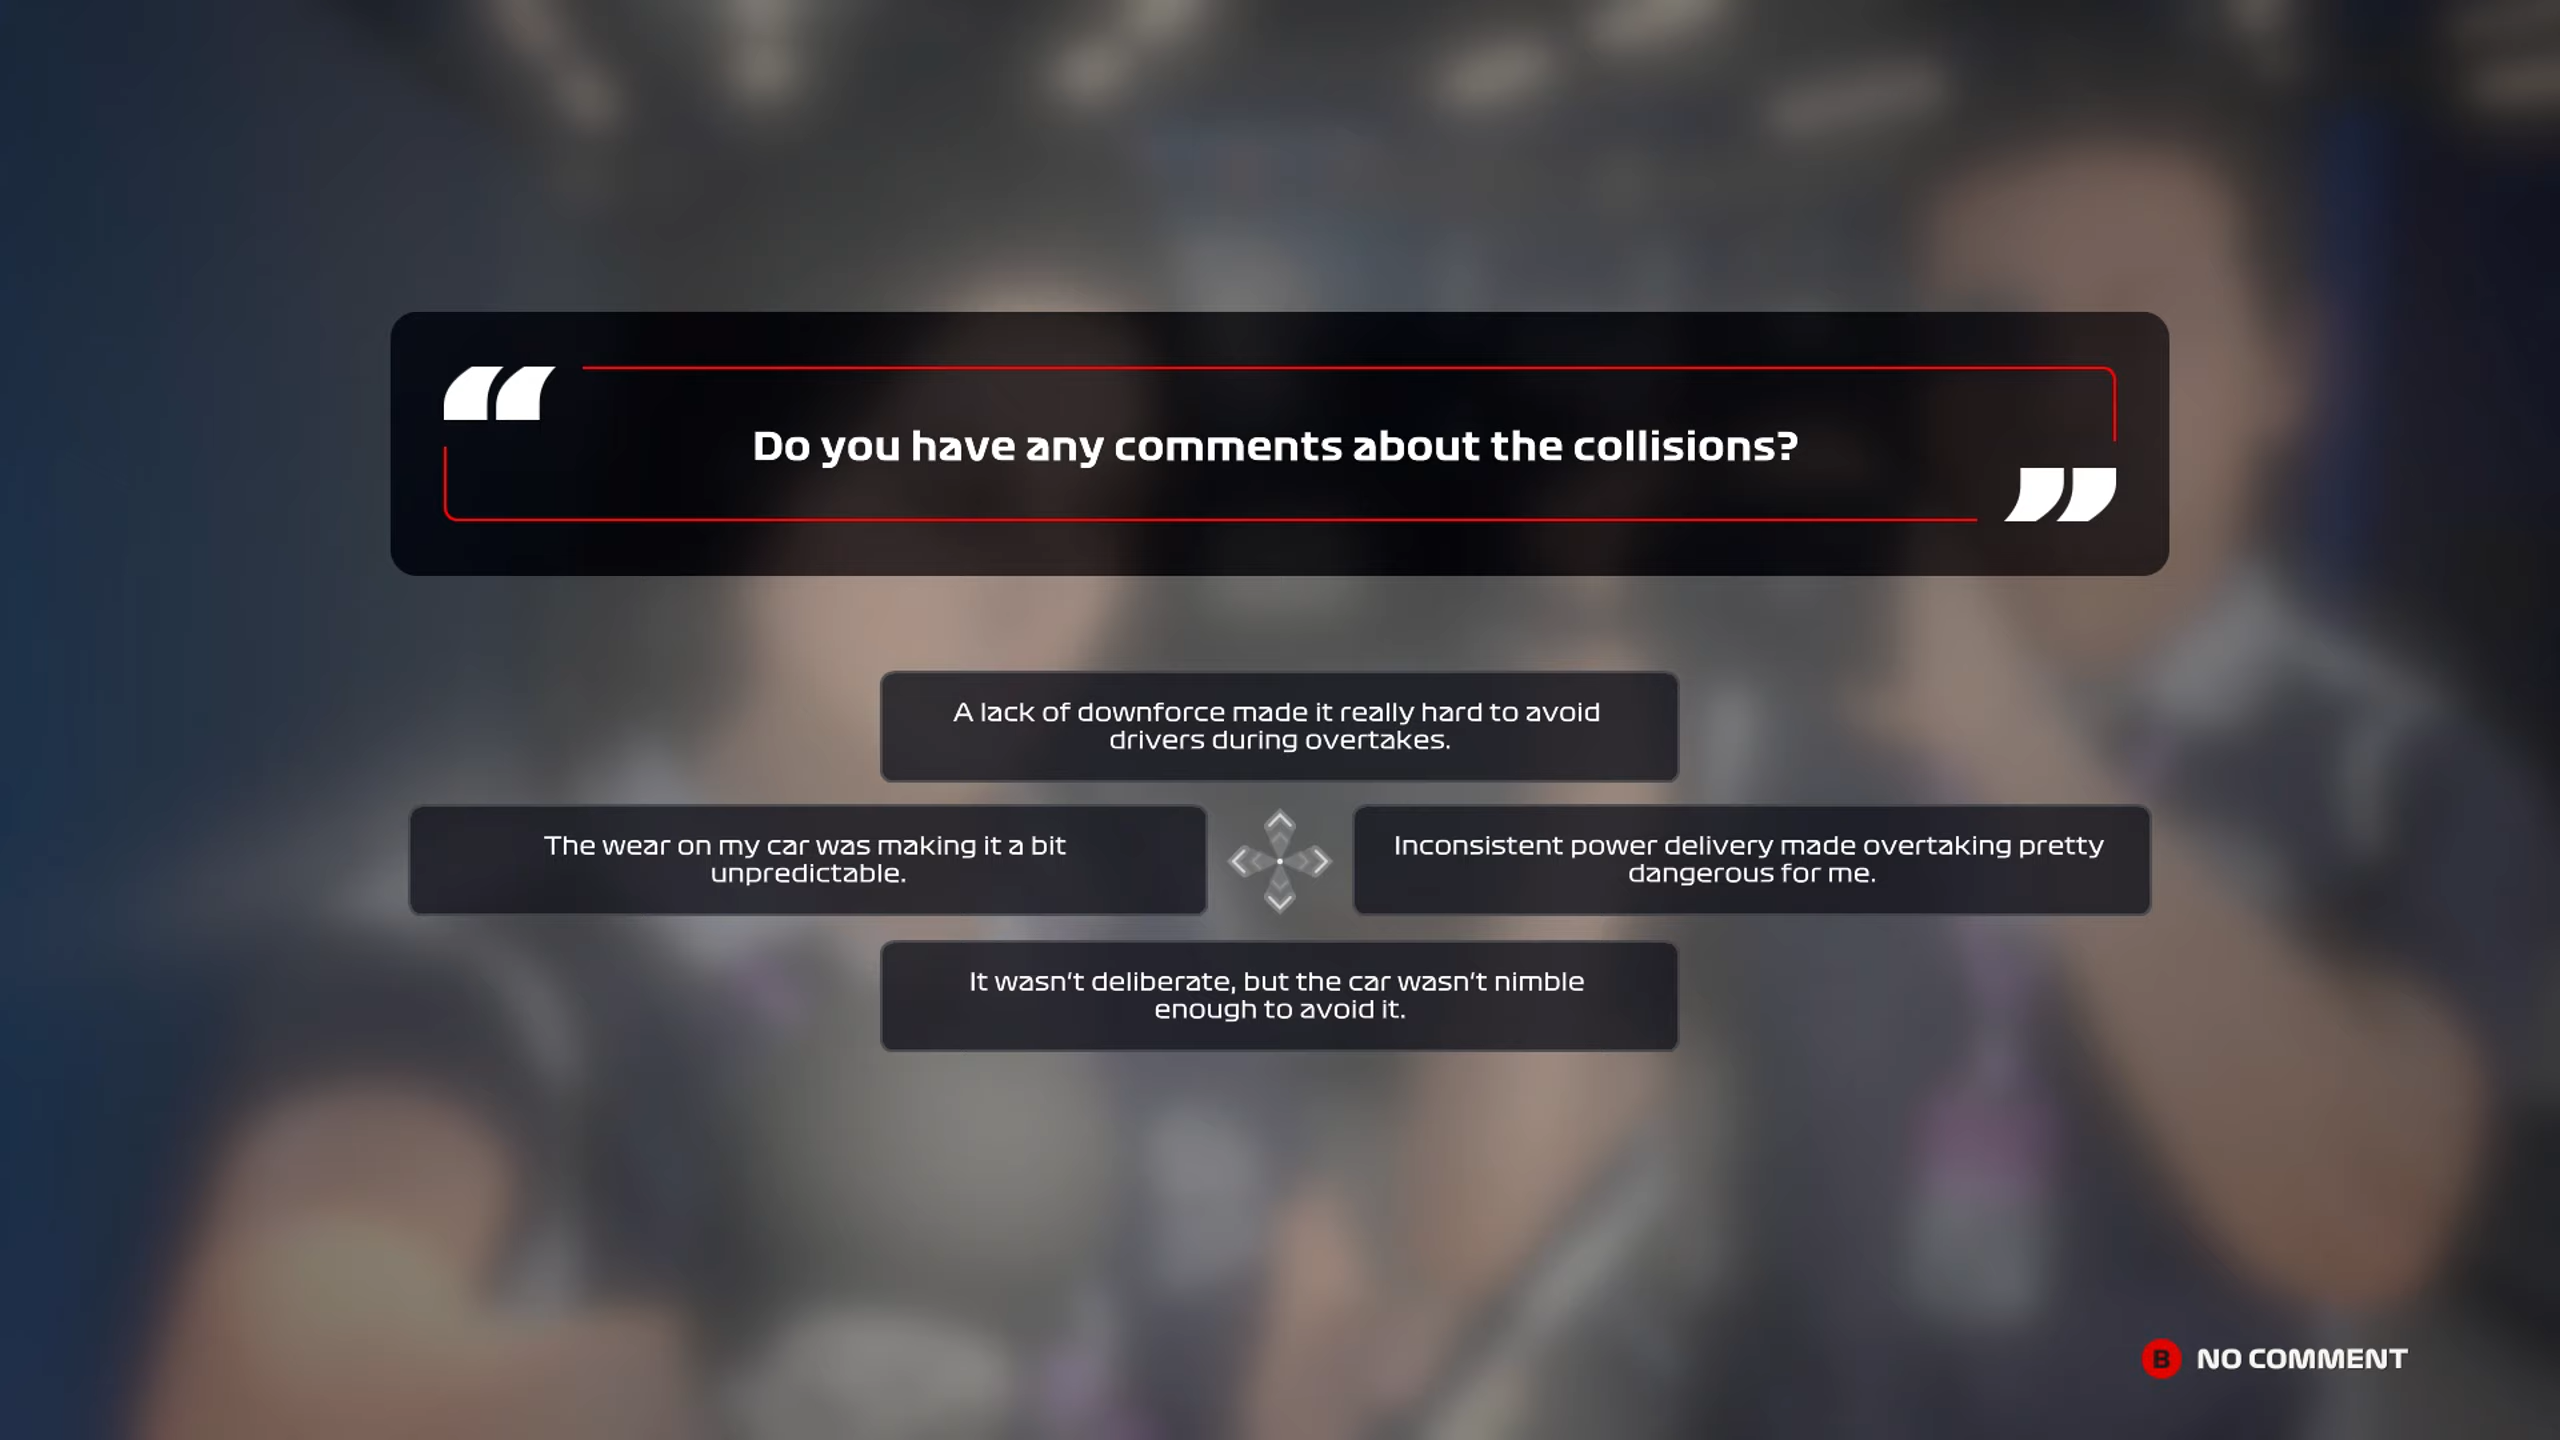 Do you have any comments about the collisions?
A lack of downforce made it really hard to avoid
drivers during overtakes.
The wear on my car was making it a bit
unpredictable.
Inconsistent power delivery made overtaking pretty
dangerous for me.
It wasn't deliberate, but the car wasn't nimble
enough to avoid it.
B NO COMMENT